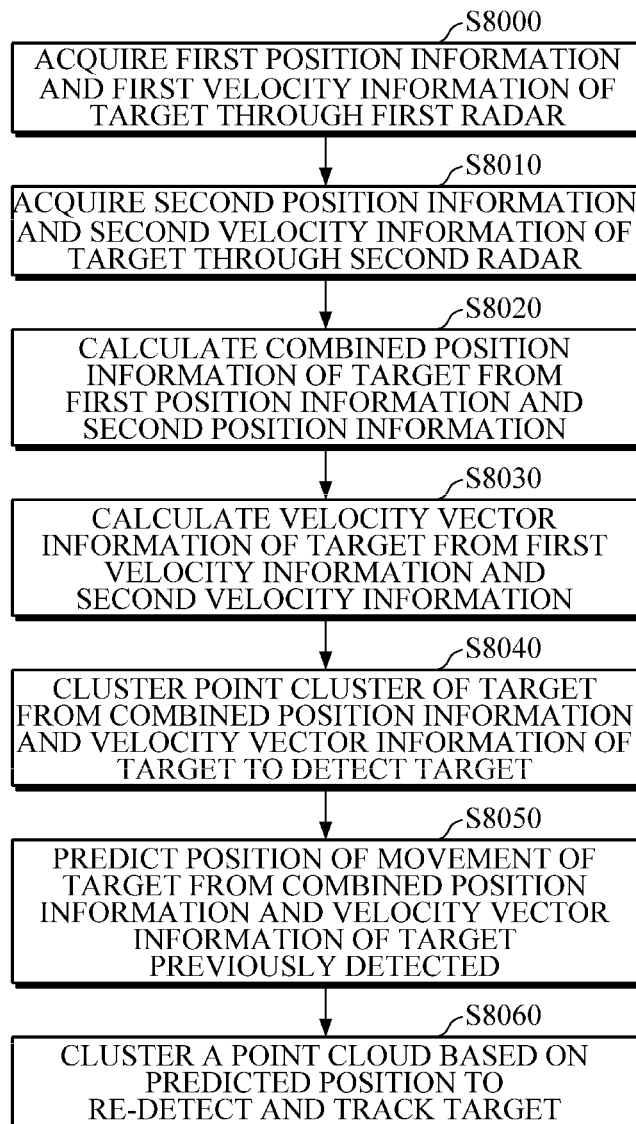 S8000
ACQUIRE FIRST POSITION INFORMATION
AND FIRST VELOCITY INFORMATION OF
TARGET THROUGH FIRST RADAR
S8010
ACQUIRE SECOND POSITION INFORMATION
AND SECOND VELOCITY INFORMATION OF
TARGET THROUGH SECOND RADAR
S8020
CALCULATE COMBINED POSITION
INFORMATION OF TARGET FROM
FIRST POSITION INFORMATION AND
SECOND POSITION INFORMATION
S8030
CALCULATE VELOCITY VECTOR
INFORMATION OF TARGET FROM FIRST
VELOCITY INFORMATION AND
SECOND VELOCITY INFORMATION
S8040
CLUSTER POINT CLUSTER OF TARGET
FROM COMBINED POSITION INFORMATION
AND VELOCITY VECTOR INFORMATION OF
TARGET TO DETECT TARGET
S8050
PREDICT POSITION OF MOVEMENT OF
TARGET FROM COMBINED POSITION
INFORMATION AND VELOCITY VECTOR
INFORMATION OF TARGET
PREVIOUSLY DETECTED
S8060
CLUSTER A POINT CLOUD BASED ON
PREDICTED POSITION TO
RE-DETECT AND TRACK TARGET